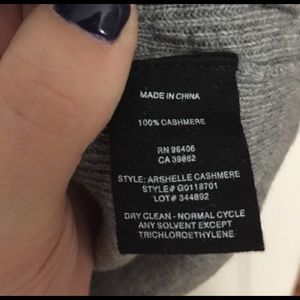 MADE IN CHINA
100% CASHMERE
RN 96406
CA 39862
STYLE: ARSHELLE CASHMERE
STYLE# G0118701
LOT# 344892
DRY CLEAN - NORMAL CYCLE
ANY SOLVENT EXCEPT
TRICHLOROETHYLENE